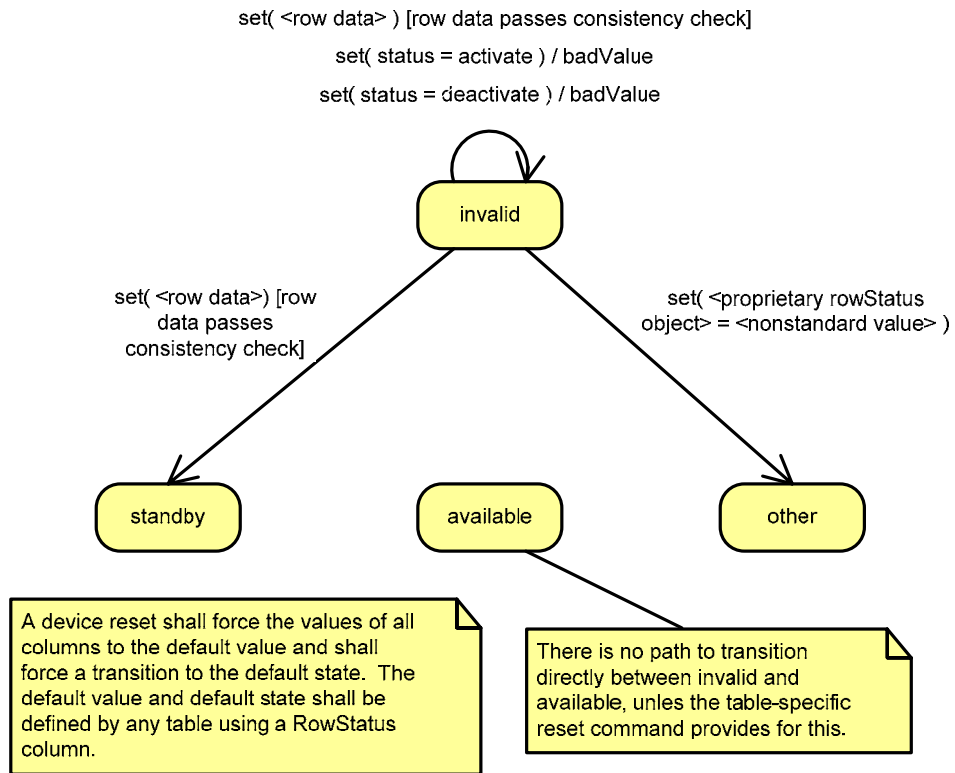 set( <row data> ) [row data passes consistency check]
set( status = activate ) / badValue
set( status = deactivate ) / badValue
invalid
set( <row data>) [row
data passes
consistency check]
set( <proprietary rowStatus
object> = <nonstandard value> )
standby
available
other
A device reset shall force the values of all
columns to the default value and shall
force a transition to the default state. The
default value and default state shall be
defined by any table using a RowStatus
column.
There is no path to transition
directly between invalid and
available, unles the table-specific
reset command provides for this.